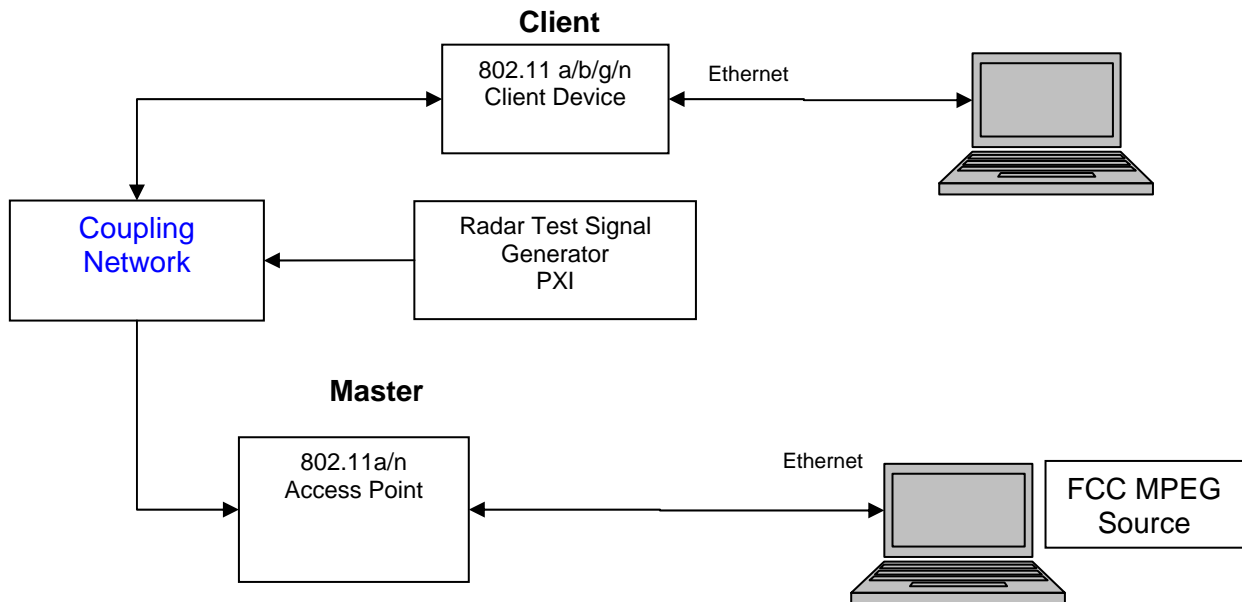 Client
802.11 a/b/g/n
Client Device
Ethernet
Coupling
Network
Radar Test Signal
Generator
PXI
Master
802.11a/n
Access Point
Ethernet
FCC MPEG
Source